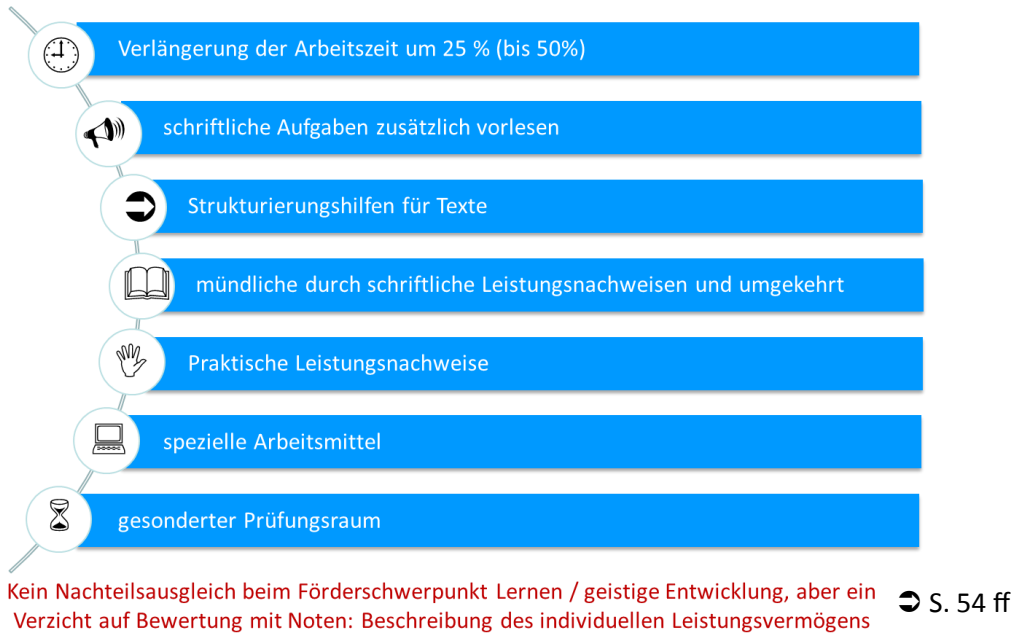 Verlängerung der Arbeitszeit um 25 % (bis 50%)
schriftliche Aufgaben zusätzlich vorlesen
Strukturierungshilfen für Texte
mündliche durch schriftliche Leistungsnachweisen und umgekehrt
Praktische Leistungsnachweise
spezielle Arbeitsmittel
gesonderter Prüfungsraum
Kein Nachteilsausgleich beim Förderschwerpunkt Lernen / geistige Entwicklung, aber ein
Verzicht auf Bewertung mit Noten: Beschreibung des individuellen Leistungsvermögens
➲ S. 54 ff